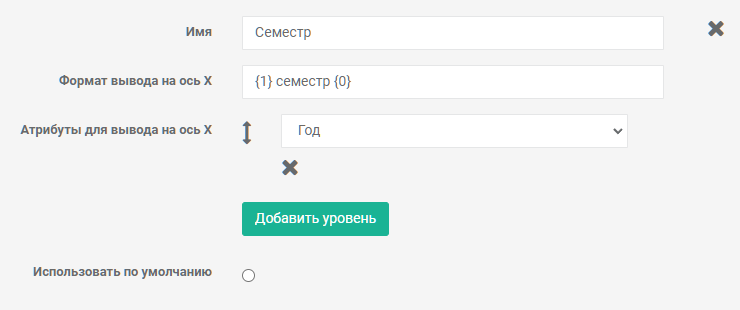 Имя Семестр
Формат вывода на ось X {1} семестр {0}
Атрибуты для вывода на ось X Год
Добавить уровень
Использовать по умолчанию